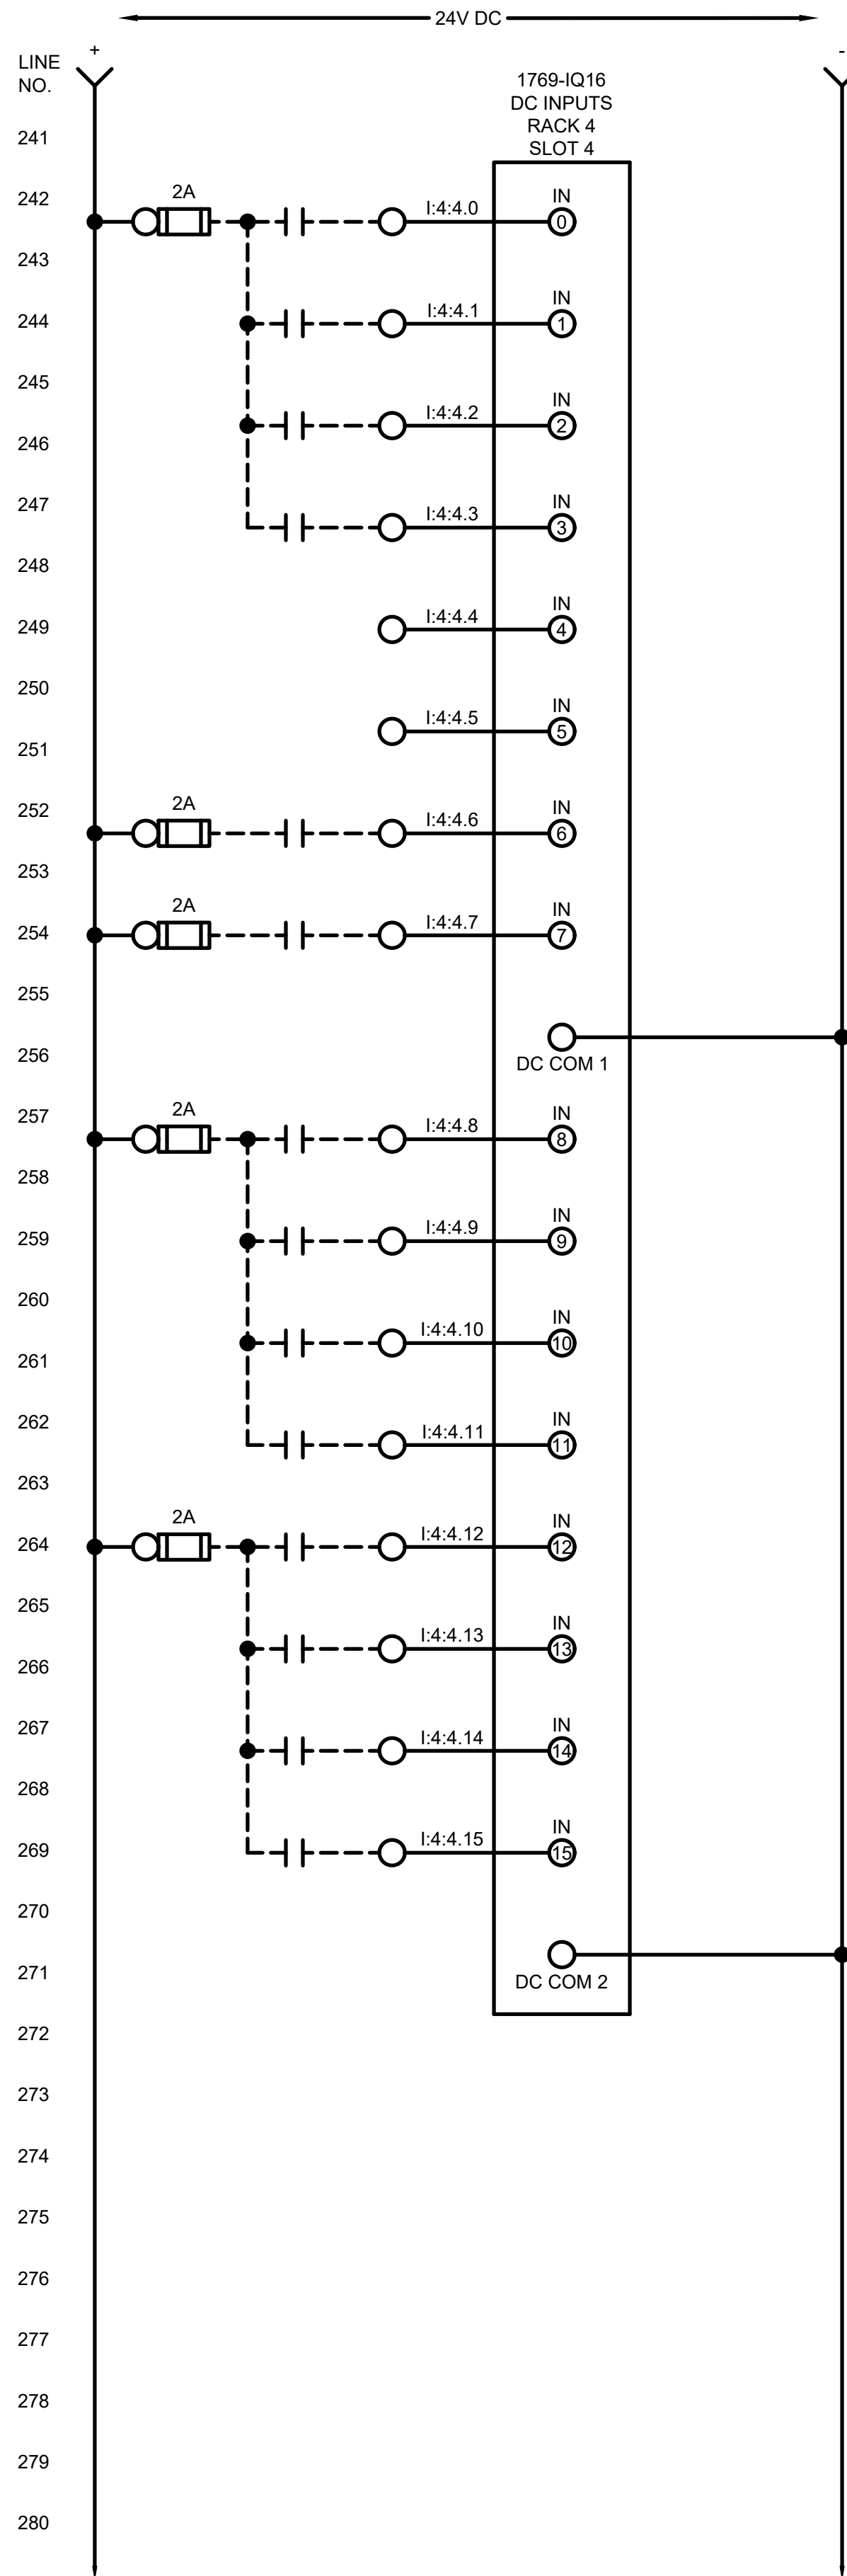 24V DC
+
-
LINE
NO.
1769-IQ16
DC INPUTS
RACK 4
SLOT 4
241
242
2A
I:4:4.0
IN
0
243
244
I:4:4.1
IN
1
245
246
I:4:4.2
IN
2
247
I:4:4.3
IN
3
248
249
I:4:4.4
IN
4
250
I:4:4.5
IN
5
251
252
2A
I:4:4.6
IN
6
253
254
2A
I:4:4.7
IN
7
255
256
DC COM 1
257
2A
I:4:4.8
IN
8
258
259
I:4:4.9
IN
9
260
I:4:4.10
IN
10
261
262
I:4:4.11
IN
11
263
264
2A
I:4:4.12
IN
12
265
I:4:4.13
IN
13
266
267
I:4:4.14
IN
14
268
269
I:4:4.15
IN
15
270
271
DC COM 2
272
273
274
275
276
277
278
279
280